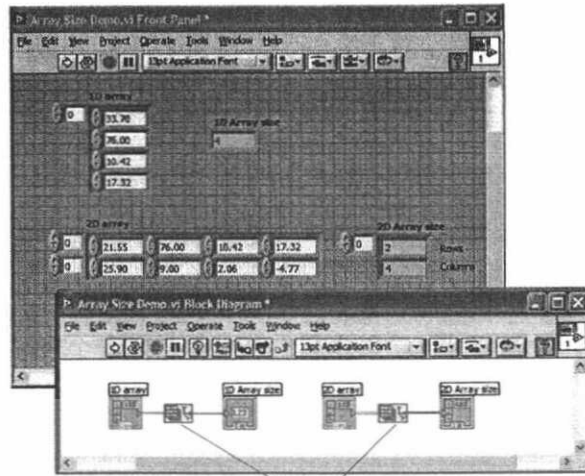 Array Size Demo.vi Front Panel *
File Edit View Project Operate Tools Window Help
13pt Application Font
1
1D array
0 33.78
76.00
10.42
17.32
1D Array size
4
2D array
0 21.55 76.00 10.42 17.32
0 25.90 9.00 2.06 -4.77
2D Array size
0 2 Rows
4 Column
Array Size Demo.vi Block Diagram *
File Edit View Project Operate Tools Window Help
13pt Application Font
1
1D array 1D Array size 2D array 2D Array size